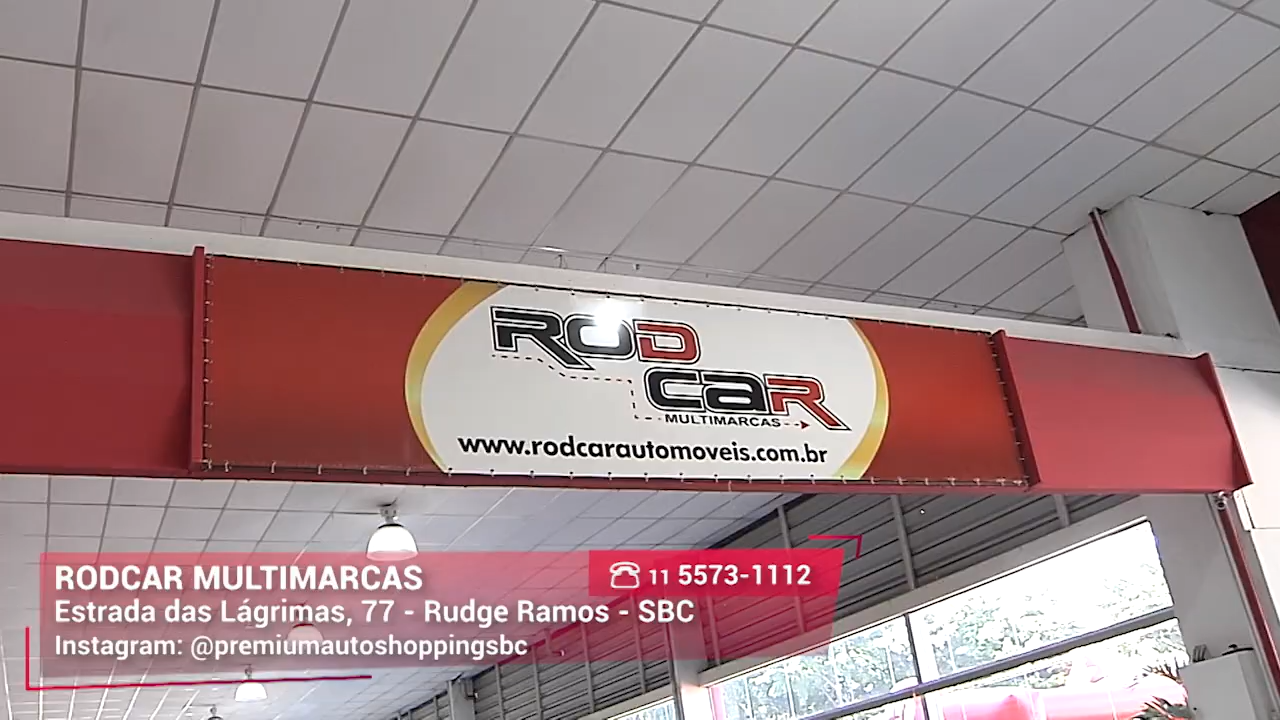 ROD
CAR
MULTIMARCAS
www.rodcarautomoveis.com.br
RODCAR MULTIMARCAS
11 5573-1112
Estrada das Lágrimas, 77 - Rudge Ramos - SBC
Instagram: @premiumautoshoppingsbc